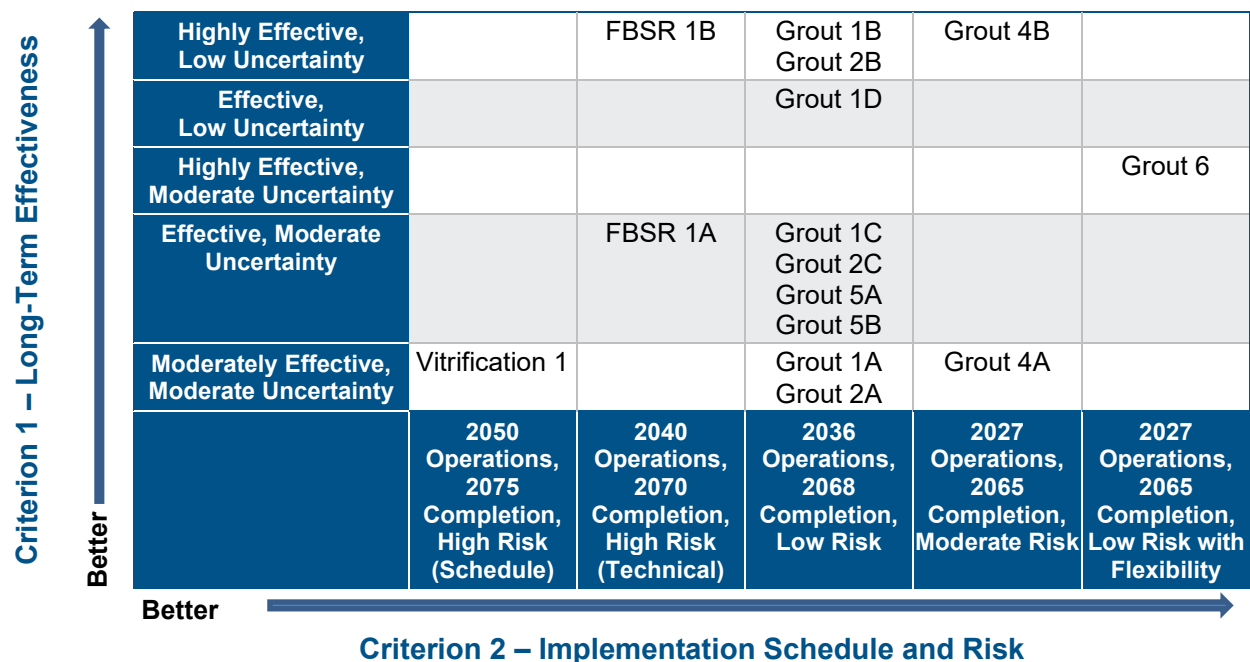 Criterion 1 – Long-Term Effectiveness
Better
Highly Effective,
Low Uncertainty
FBSR 1B
Grout 1B
Grout 2B
Grout 4B
Effective,
Low Uncertainty
Grout 1D
Highly Effective,
Moderate Uncertainty
Grout 6
Effective, Moderate
Uncertainty
FBSR 1A
Grout 1C
Grout 2C
Grout 5A
Grout 5B
Moderately Effective,
Moderate Uncertainty
Vitrification 1
Grout 1A
Grout 2A
Grout 4A
2050
Operations,
2075
Completion,
High Risk
(Schedule)
2040
Operations,
2070
Completion,
High Risk
(Technical)
2036
Operations,
2068
Completion,
Low Risk
2027
Operations,
2065
Completion,
Moderate Risk
2027
Operations,
2065
Completion,
Low Risk with
Flexibility
Better
Criterion 2 – Implementation Schedule and Risk